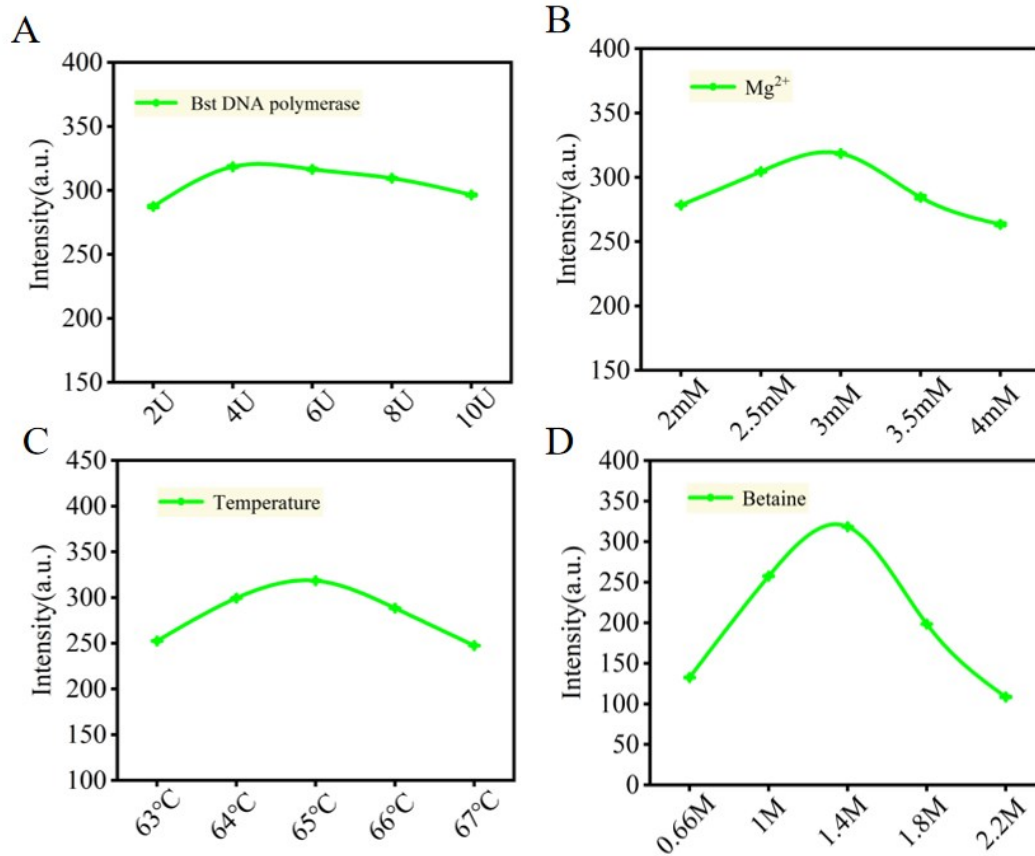 A
400
350
300
250
200
150
Intensity(a.u.)
Bst DNA polymerase
2U
4U
6U
8U
10U
B
400
350
300
250
200
150
Intensity(a.u.)
Mg²⁺
2mM
2.5mM
3mM
3.5mM
4mM
C
450
400
350
300
250
200
150
100
Intensity(a.u.)
Temperature
63°C
64°C
65°C
66°C
67°C
D
400
350
300
250
200
150
100
50
0
Intensity(a.u.)
Betaine
0.66M
1M
1.4M
1.8M
2.2M